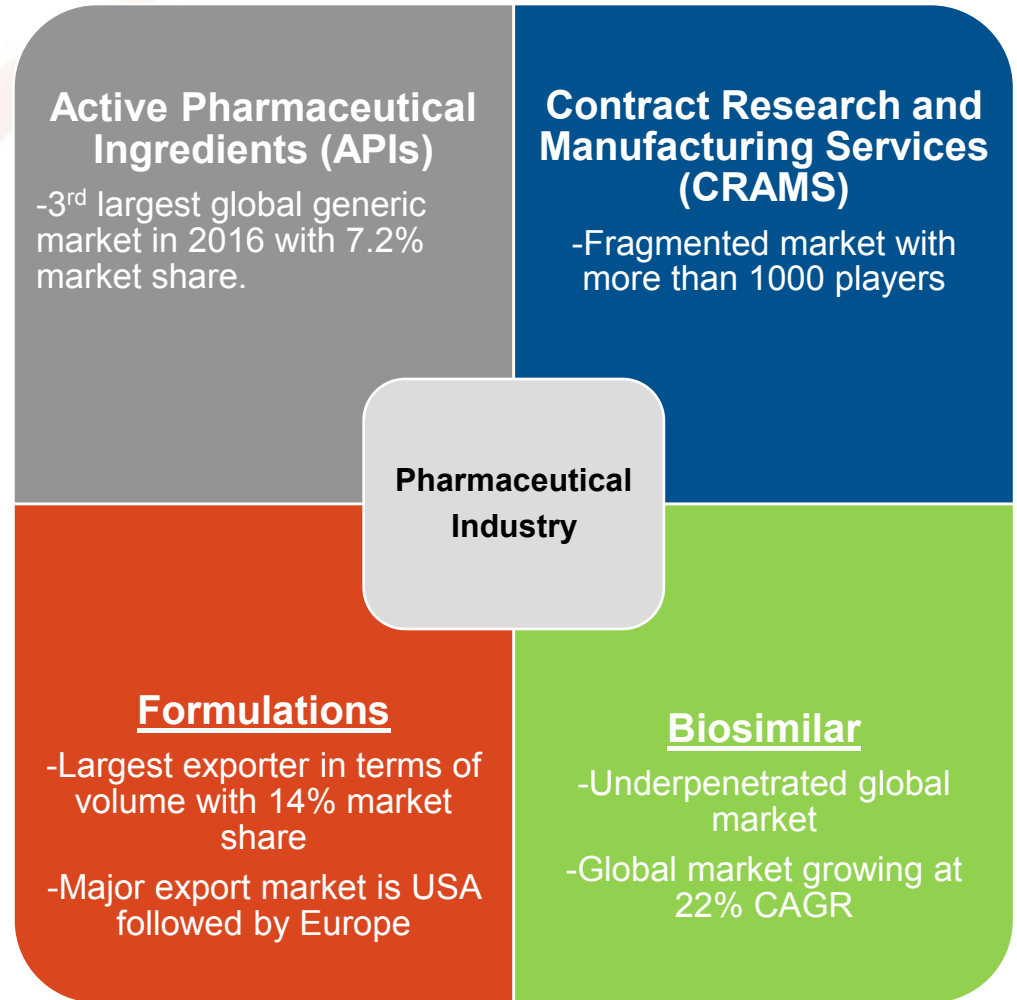 Active Pharmaceutical
Ingredients (APIs)
-3rd largest global generic
market in 2016 with 7.2%
market share.
Contract Research and
Manufacturing Services
(CRAMS)
-Fragmented market with
more than 1000 players
Pharmaceutical
Industry
Formulations
-Largest exporter in terms of
volume with 14% market
share
-Major export market is USA
followed by Europe
Biosimilar
-Underpenetrated global
market
-Global market growing at
22% CAGR